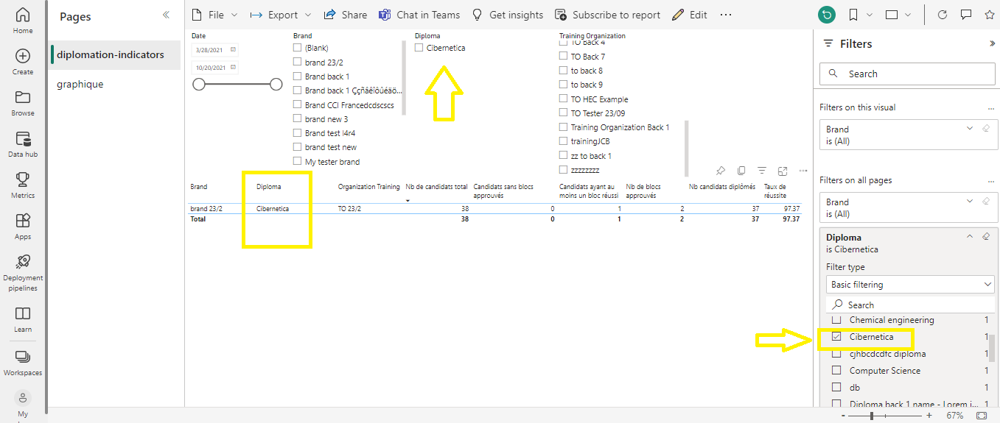 Home
Create
Browse
Data hub
Metrics
Apps
Deployment
pipelines
Learn
Workspaces
My
Pages
diplomation-indicators
graphique
File
Export
Share
Chat in Teams
Get insights
Subscribe to report
Edit
Date
3/28/2021
10/20/2021
Brand
(Blank)
brand 23/2
Brand back 1
Brand back 1 Ççñâêîôûéäö...
Brand CCI Francedcdscscs
brand new 3
Brand test l4r4
brand test new
My tester brand
Diploma
Cibernetica
Training Organization
TO Back 4
TO Back 7
to back 8
to back 9
TO HEC Example
TO Tester 23/09
Training Organization Back 1
trainingJCB
zz to back 1
zzzzzzzz
Brand Diploma Organization Training Nb de candidats total Candidats sans blocs approuvés Candidats ayant au moins un bloc réussi Nb de blocs approuvés Nb candidats diplômés Taux de réussite
brand 23/2 Cibernetica TO 23/2 38 0 1 2 37 97.37
Total 38 0 1 2 37 97.37
Filters
Search
Filters on this visual
...
Brand
is (All)
Filters on all pages
...
Brand
is (All)
Diploma
is Cibernetica
Filter type
Basic filtering
Search
Chemical engineering 1
Cibernetica 1
cjhbcdcdfc diploma 1
Computer Science 1
db 1
Diploma back 1 name - Lorem i... 1
- + 67%